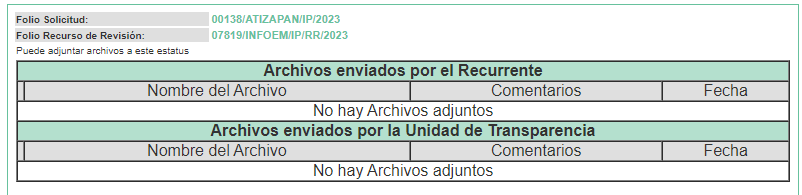 Folio Solicitud: 00138/ATIZAPAN/IP/2023
Folio Recurso de Revisión: 07819/INFOEM/IP/RR/2023
Puede adjuntar archivos a este estatus
Archivos enviados por el Recurrente
Nombre del Archivo Comentarios Fecha
No hay Archivos adjuntos
Archivos enviados por la Unidad de Transparencia
Nombre del Archivo Comentarios Fecha
No hay Archivos adjuntos